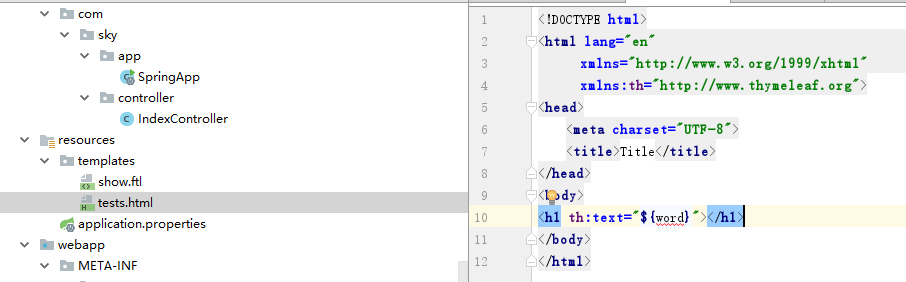 com
sky
app
SpringApp
controller
IndexController
resources
templates
show.ftl
tests.html
application.properties
webapp
META-INF
1 <!DOCTYPE html>
2 <html lang="en"
3 xmlns="http://www.w3.org/1999/xhtml"
4 xmlns:th="http://www.thymeleaf.org">
5 <head>
6 <meta charset="UTF-8">
7 <title>Title</title>
8 </head>
9 <body>
10 <h1 th:text="${word}"></h1>
11 </body>
12 </html>